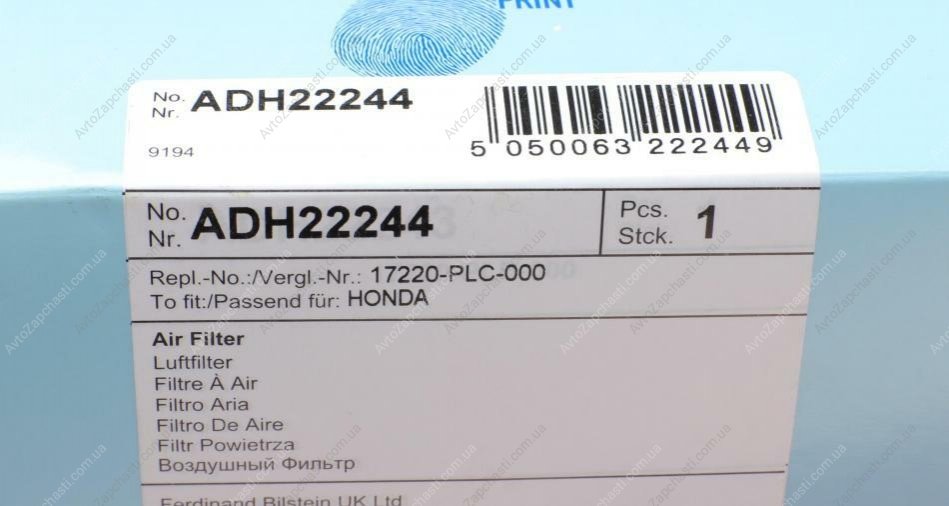 PRINT
No. ADH22244
Nr.
9194
5 050063 222449
No. ADH22244
Nr.
Pcs. 1
Stck.
Repl.-No.:/Vergl.-Nr.: 17220-PLC-000
To fit:/Passend für: HONDA
Air Filter
Luftfilter
Filtre À Air
Filtro Aria
Filtro De Aire
Filtr Powietrza
Воздушный Фильтр
Ferdinand Bilstein UK Ltd
AvtoZapchasti.com.ua